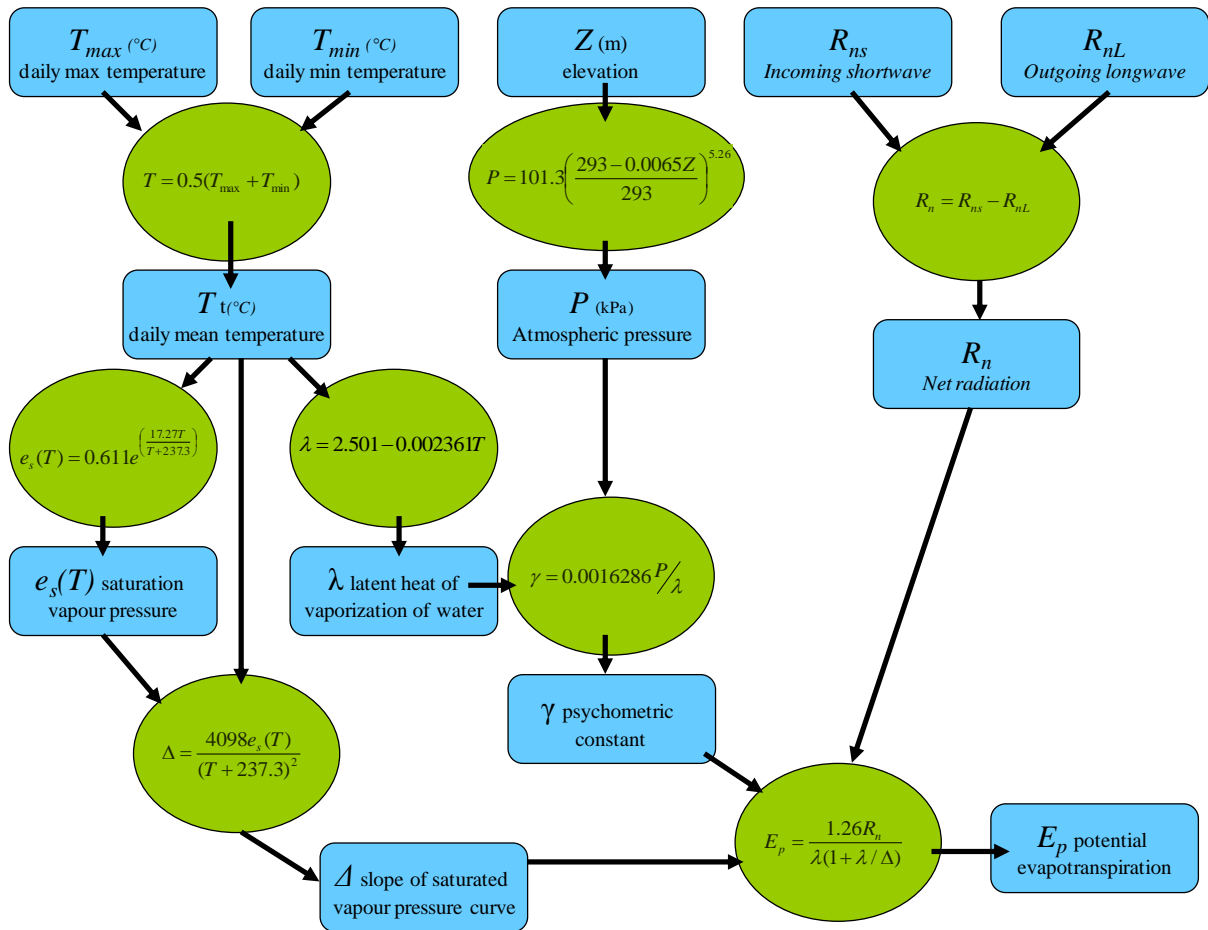 T_max (°C)
daily max temperature
T_min (°C)
daily min temperature
Z (m)
elevation
R_ns
Incoming shortwave
R_nL
Outgoing longwave
T = 0.5(T_max + T_min)
P = 101.3((293 − 0.0065Z)/293)^5.26
R_n = R_ns − R_nL
T t(°C)
daily mean temperature
P (kPa)
Atmospheric pressure
R_n
Net radiation
e_s(T) = 0.611e^(17.27T/(T+237.3))
λ = 2.501 − 0.002361T
e_s(T) saturation
vapour pressure
λ latent heat of
vaporization of water
γ = 0.0016286 P/λ
γ psychometric
constant
Δ = 4098e_s(T)/(T + 237.3)^2
E_p = 1.26R_n/(λ(1 + λ/Δ))
E_p potential
evapotranspiration
Δ slope of saturated
vapour pressure curve